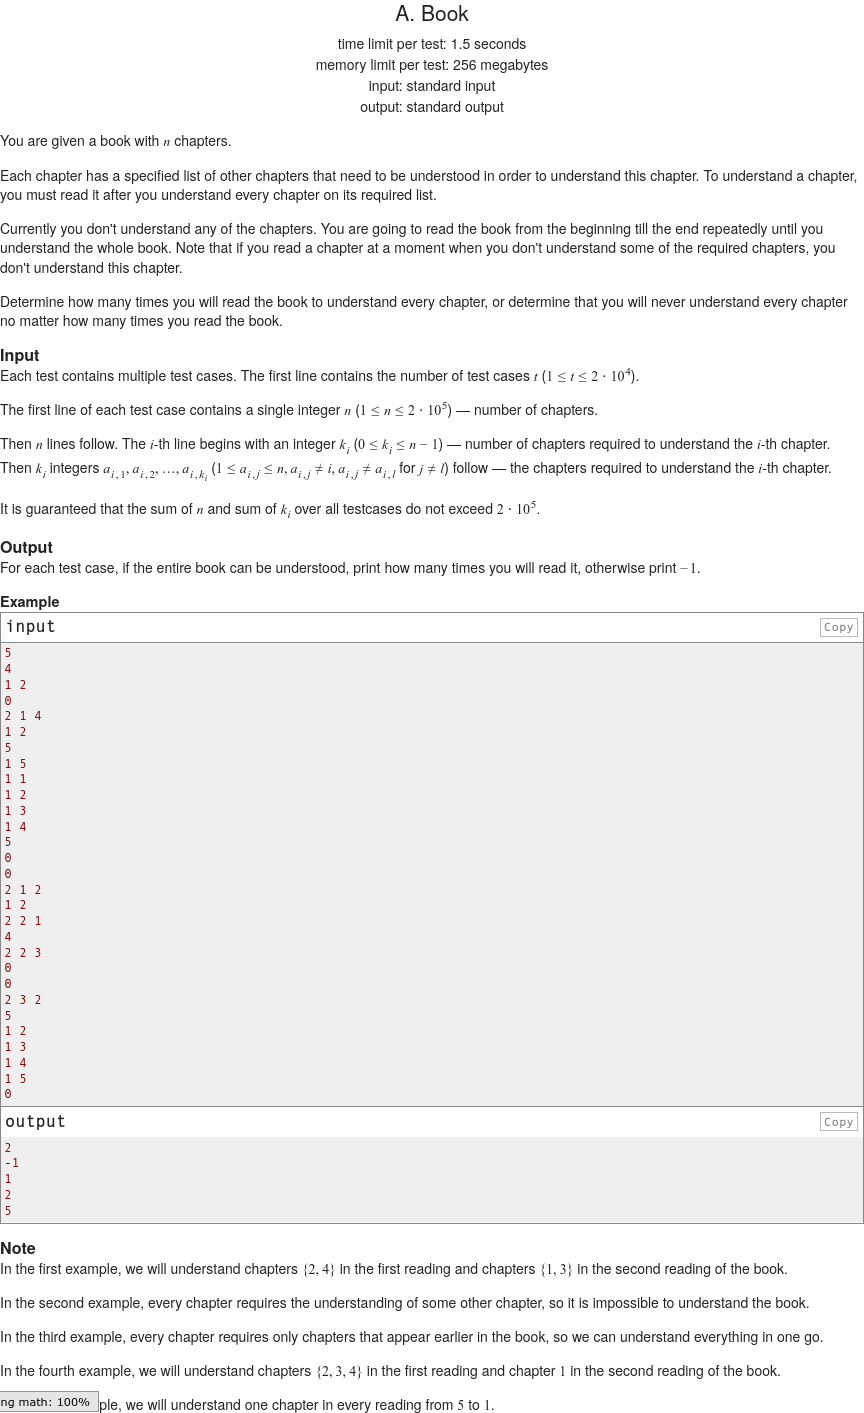 A. Book
time limit per test: 1.5 seconds
memory limit per test: 256 megabytes
input: standard input
output: standard output
You are given a book with n chapters.
Each chapter has a specified list of other chapters that need to be understood in order to understand this chapter. To understand a chapter,
you must read it after you understand every chapter on its required list.
Currently you don't understand any of the chapters. You are going to read the book from the beginning till the end repeatedly until you
understand the whole book. Note that if you read a chapter at a moment when you don't understand some of the required chapters, you
don't understand this chapter.
Determine how many times you will read the book to understand every chapter, or determine that you will never understand every chapter
no matter how many times you read the book.
Input
Each test contains multiple test cases. The first line contains the number of test cases t (1 ≤ t ≤ 2 · 10^4).
The first line of each test case contains a single integer n (1 ≤ n ≤ 2 · 10^5) — number of chapters.
Then n lines follow. The i-th line begins with an integer k_i (0 ≤ k_i ≤ n − 1) — number of chapters required to understand the i-th chapter.
Then k_i integers a_{i,1}, a_{i,2}, …, a_{i,k_i} (1 ≤ a_{i,j} ≤ n, a_{i,j} ≠ i, a_{i,j} ≠ a_{i,l} for j ≠ l) follow — the chapters required to understand the i-th chapter.
It is guaranteed that the sum of n and sum of k_i over all testcases do not exceed 2 · 10^5.
Output
For each test case, if the entire book can be understood, print how many times you will read it, otherwise print −1.
Example
input Copy
5
4
1 2
0
2 1 4
1 2
5
1 5
1 1
1 2
1 3
1 4
5
0
0
2 1 2
1 2
2 2 1
4
2 2 3
0
0
2 3 2
5
1 2
1 3
1 4
1 5
0
output Copy
2
-1
1
2
5
Note
In the first example, we will understand chapters {2, 4} in the first reading and chapters {1, 3} in the second reading of the book.
In the second example, every chapter requires the understanding of some other chapter, so it is impossible to understand the book.
In the third example, every chapter requires only chapters that appear earlier in the book, so we can understand everything in one go.
In the fourth example, we will understand chapters {2, 3, 4} in the first reading and chapter 1 in the second reading of the book.
ng math: 100% ple, we will understand one chapter in every reading from 5 to 1.